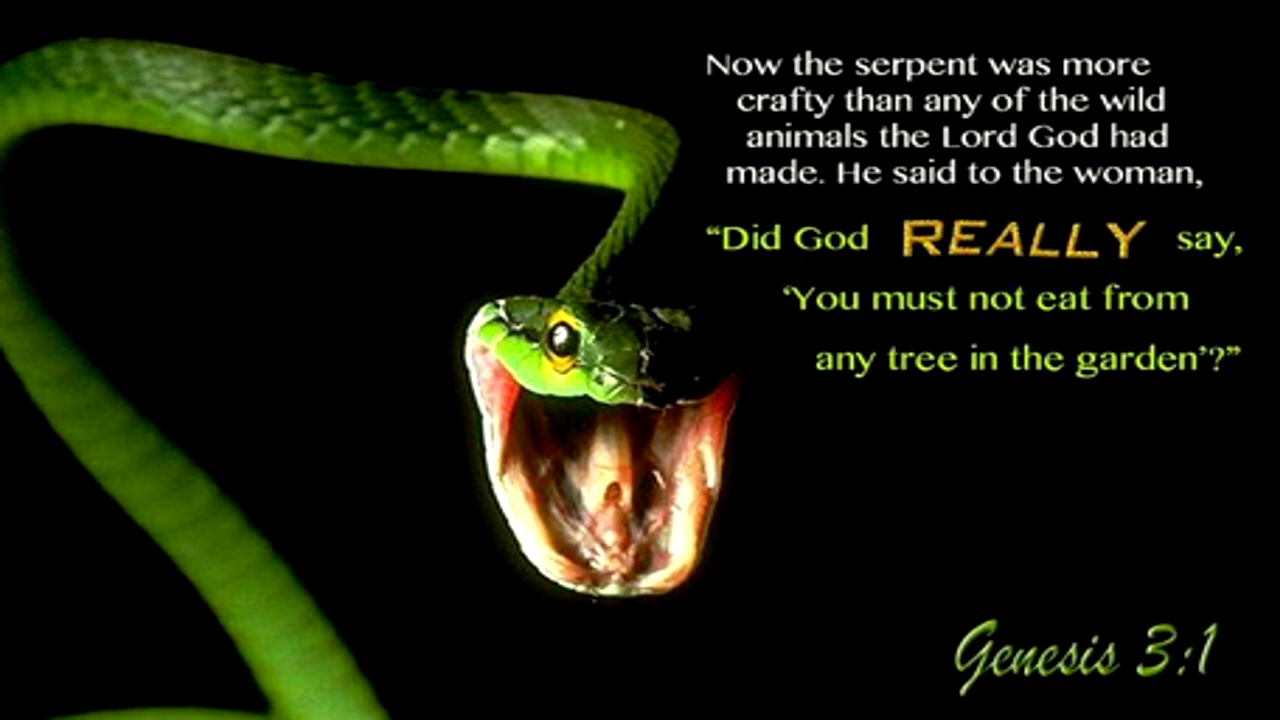 Now the serpent was more
crafty than any of the wild
animals the Lord God had
made. He said to the woman,
“Did God REALLY say,
‘You must not eat from
any tree in the garden’?”
Genesis 3:1